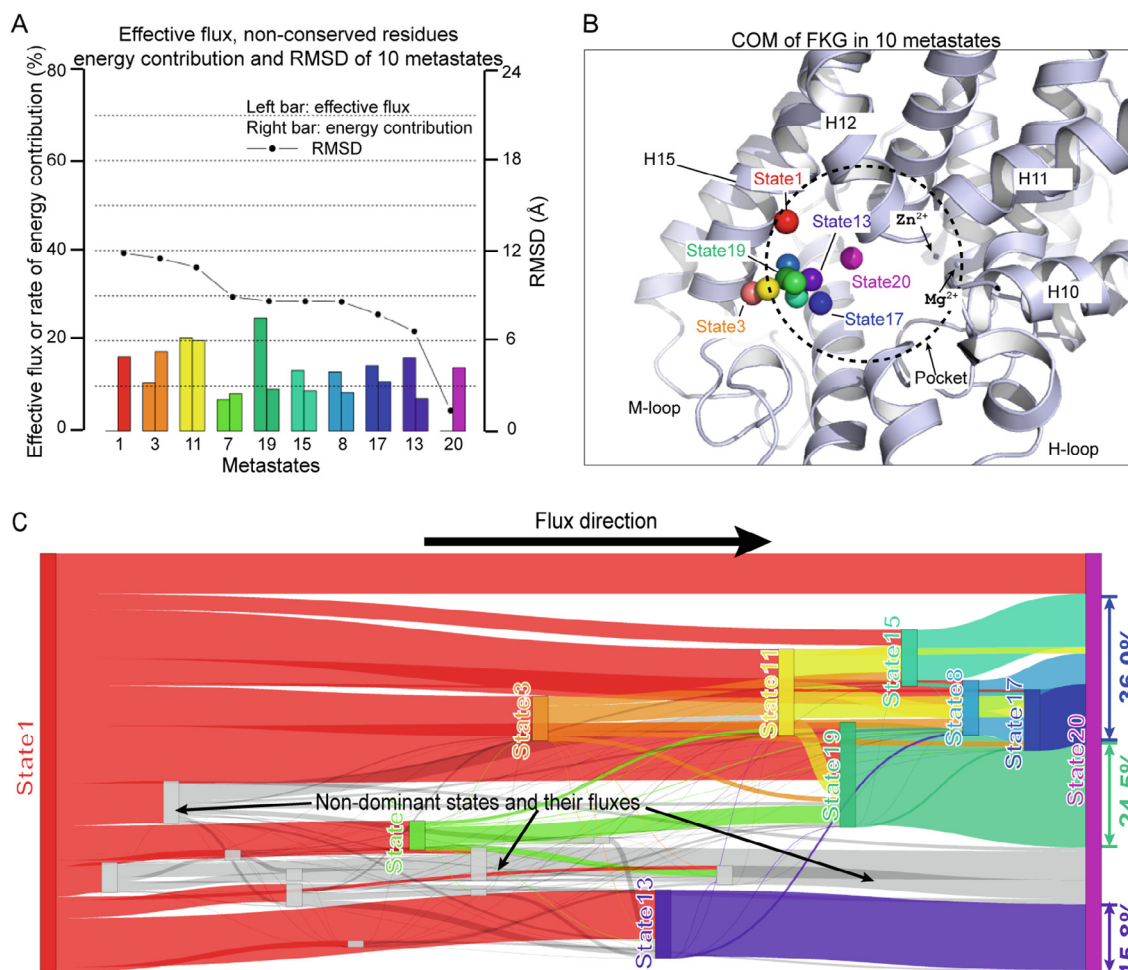 A
Effective flux, non-conserved residues
energy contribution and RMSD of 10 metastates
Effective flux or rate of energy contribution (%)
80
60
40
20
0
24
18
12
6
0
RMSD (Å)
Left bar: effective flux
Right bar: energy contribution
RMSD
1 3 11 7 19 15 8 17 13 20
Metastates
B
COM of FKG in 10 metastates
H12
H15
State1
H11
State13
Zn2+
State19
State20
Mg2+
H10
State3
State17
Pocket
M-loop
H-loop
C
Flux direction
State1
State3
State11
State15
State8
State17
State19
State20
State
State13
Non-dominant states and their fluxes
24.5%
15.8%